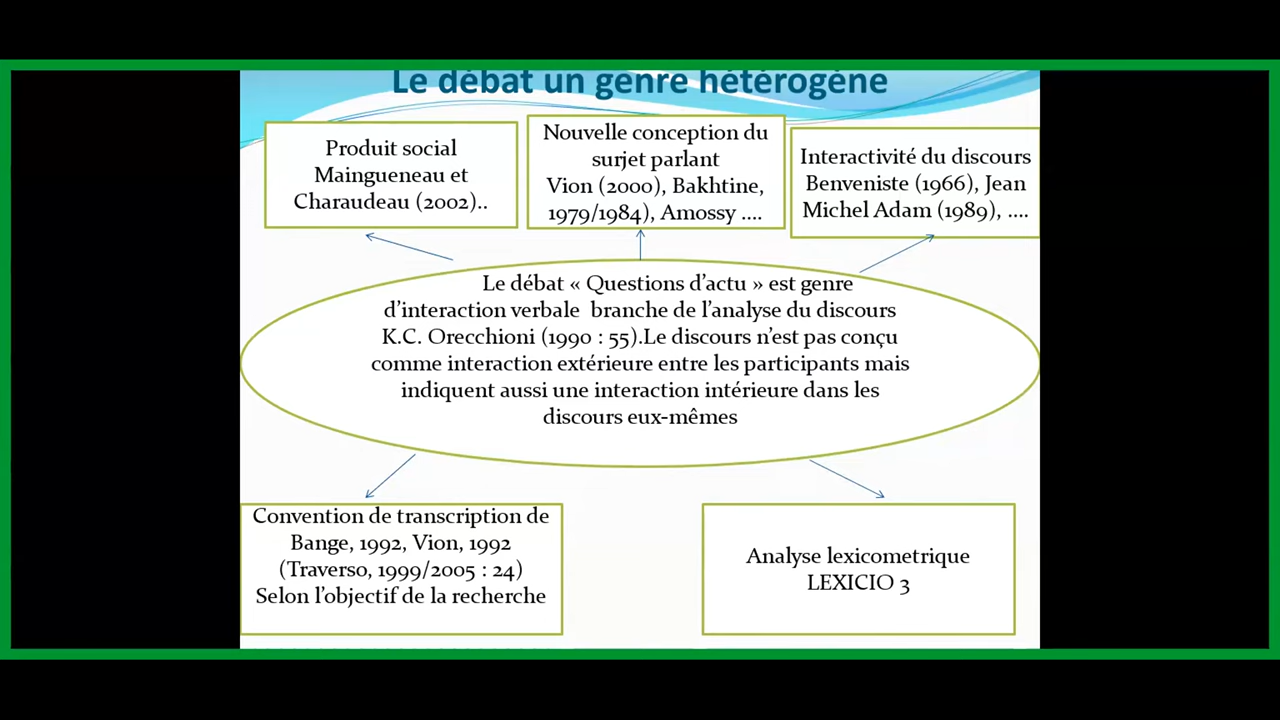 Le débat un genre hétérogène
Produit social
Maingueneau et
Charaudeau (2002)..
Nouvelle conception du
surjet parlant
Vion (2000), Bakhtine,
1979/1984), Amossy ....
Interactivité du discours
Benveniste (1966), Jean
Michel Adam (1989), ....
Le débat « Questions d’actu » est genre
d’interaction verbale branche de l’analyse du discours
K.C. Orecchioni (1990 : 55).Le discours n’est pas conçu
comme interaction extérieure entre les participants mais
indiquent aussi une interaction intérieure dans les
discours eux-mêmes
Convention de transcription de
Bange, 1992, Vion, 1992
(Traverso, 1999/2005 : 24)
Selon l’objectif de la recherche
Analyse lexicometrique
LEXICIO 3